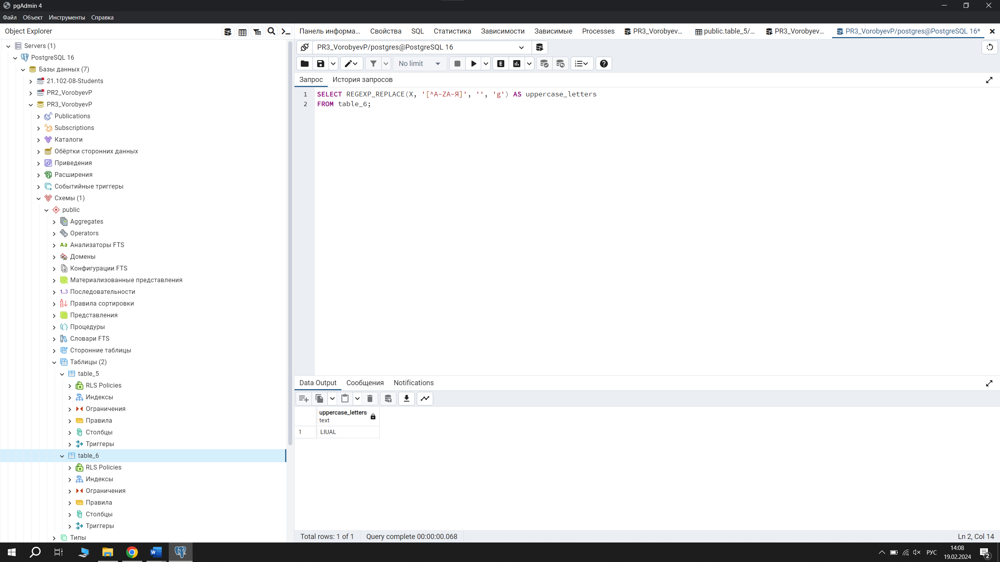 pgAdmin 4
Файл Объект Инструменты Справка
Object Explorer
Панель информа... Свойства SQL Статистика Зависимости Зависимые Processes PR3_Vorobyev... public.table_5/... PR3_Vorobyev... PR3_VorobyevP/postgres@PostgreSQL 16*
Servers (1)
PostgreSQL 16
Базы данных (7)
21.102-08-Students
PR2_VorobyevP
PR3_VorobyevP
Publications
Subscriptions
Каталоги
Обёртки сторонних данных
Приведения
Расширения
Событийные триггеры
Схемы (1)
public
Aggregates
Operators
Aa Анализаторы FTS
Домены
Конфигурации FTS
Материализованные представления
1..3 Последовательности
Правила сортировки
Представления
Процедуры
Словари FTS
Сторонние таблицы
Таблицы (2)
table_5
RLS Policies
Индексы
Ограничения
Правила
Столбцы
Триггеры
table_6
RLS Policies
Индексы
Ограничения
Правила
Столбцы
Триггеры
Типы
PR3_VorobyevP/postgres@PostgreSQL 16
No limit
Запрос История запросов
1 SELECT REGEXP_REPLACE(X, '[^A-ZА-Я]', '', 'g') AS uppercase_letters
2 FROM table_6;
Data Output Сообщения Notifications
uppercase_letters
text
1 LIUAL
Total rows: 1 of 1 Query complete 00:00:00.068 Ln 2, Col 14
РУС
14:08
19.02.2024
2